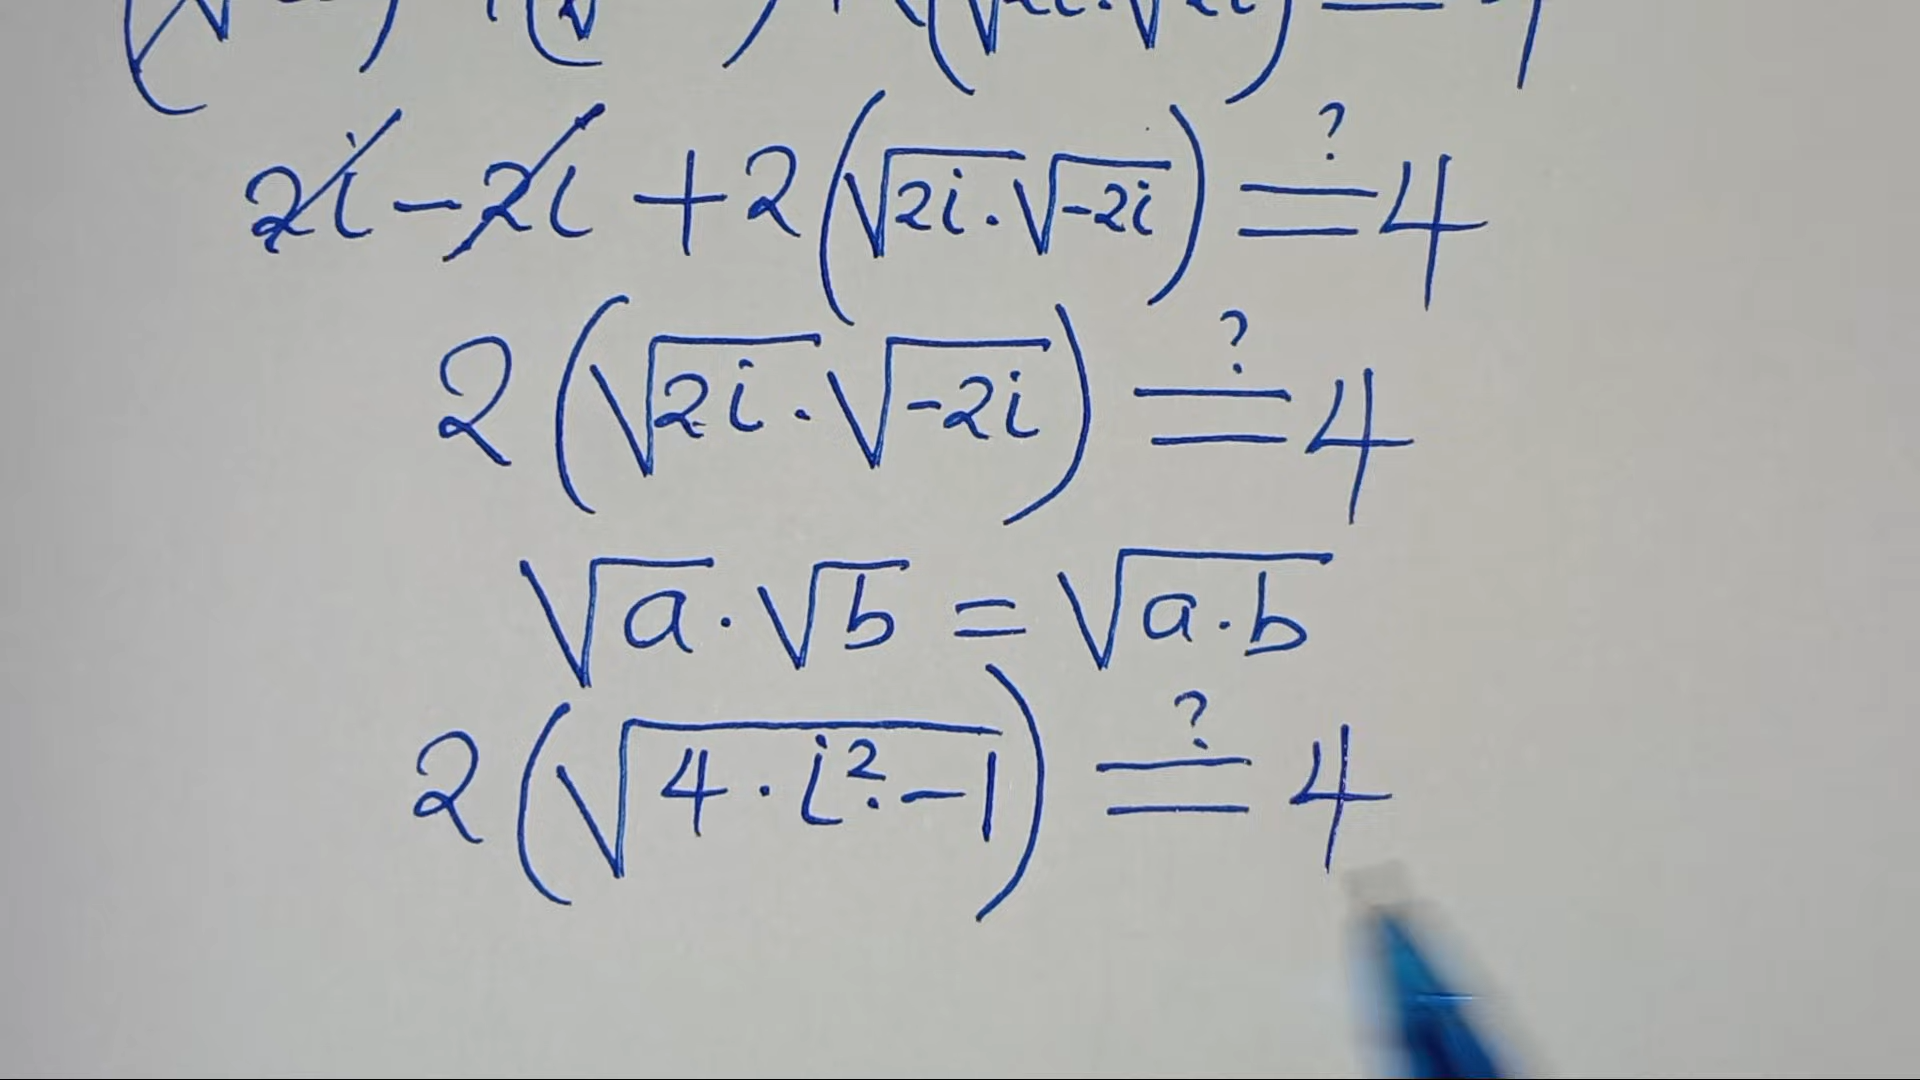 2i - 2i + 2(√2i · √-2i) ≟ 4
2(√2i · √-2i) ≟ 4
√a · √b = √a·b
2(√4 · i² · -1) ≟ 4